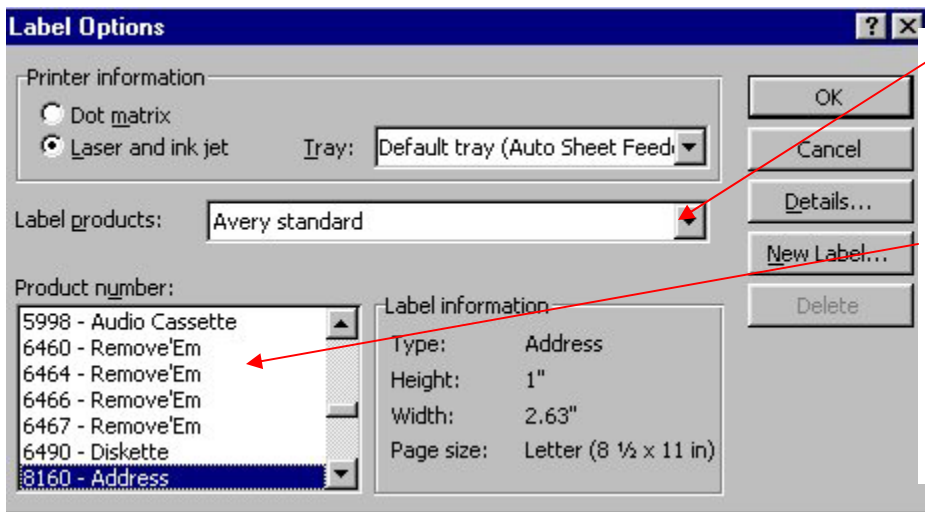 Label Options
Printer information
Dot matrix
Laser and ink jet
Tray:
Default tray (Auto Sheet Feed
OK
Cancel
Details...
New Label...
Delete
Label products:
Avery standard
Product number:
5998 - Audio Cassette
6460 - Remove'Em
6464 - Remove'Em
6466 - Remove'Em
6467 - Remove'Em
6490 - Diskette
8160 - Address
Label information
Type: Address
Height: 1"
Width: 2.63"
Page size: Letter (8 ½ x 11 in)